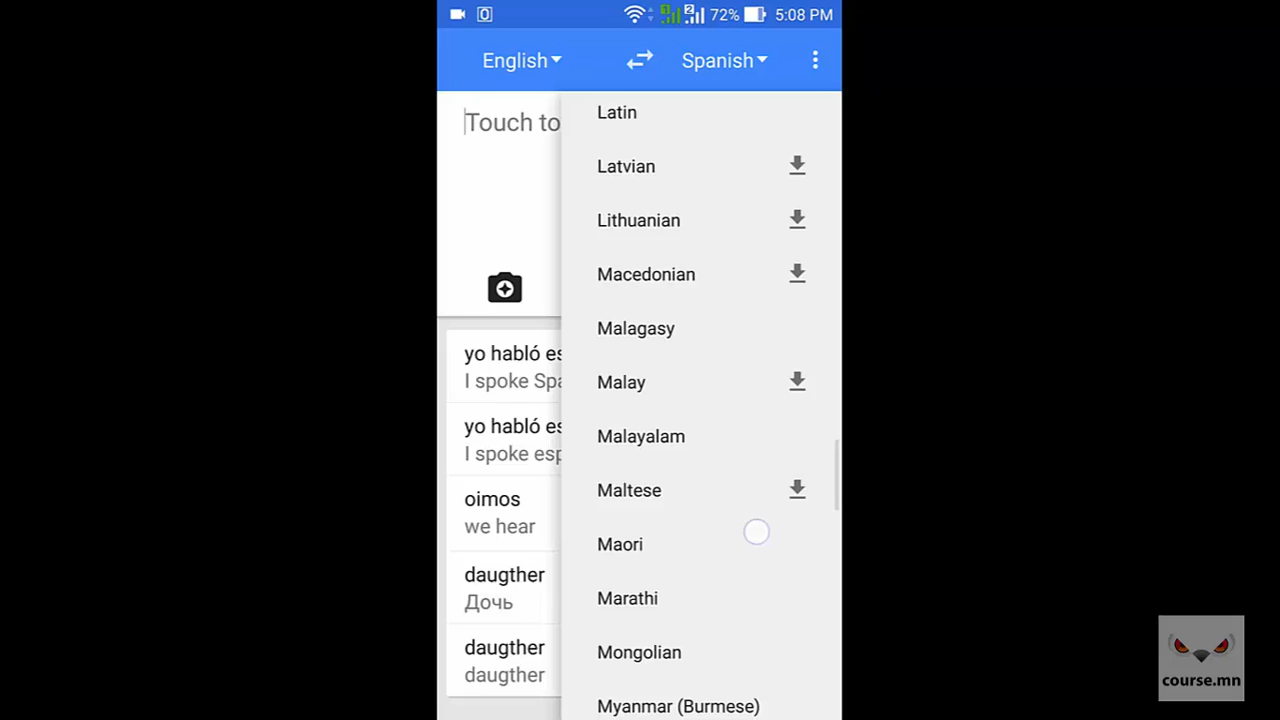 72% 5:08 PM
English Spanish
Touch to
Latin
Latvian
Lithuanian
Macedonian
Malagasy
Malay
Malayalam
Maltese
Maori
Marathi
Mongolian
Myanmar (Burmese)
yo habló es
I spoke Spa
yo habló es
I spoke esp
oimos
we hear
daugther
Дочь
daugther
daugther
course.mn